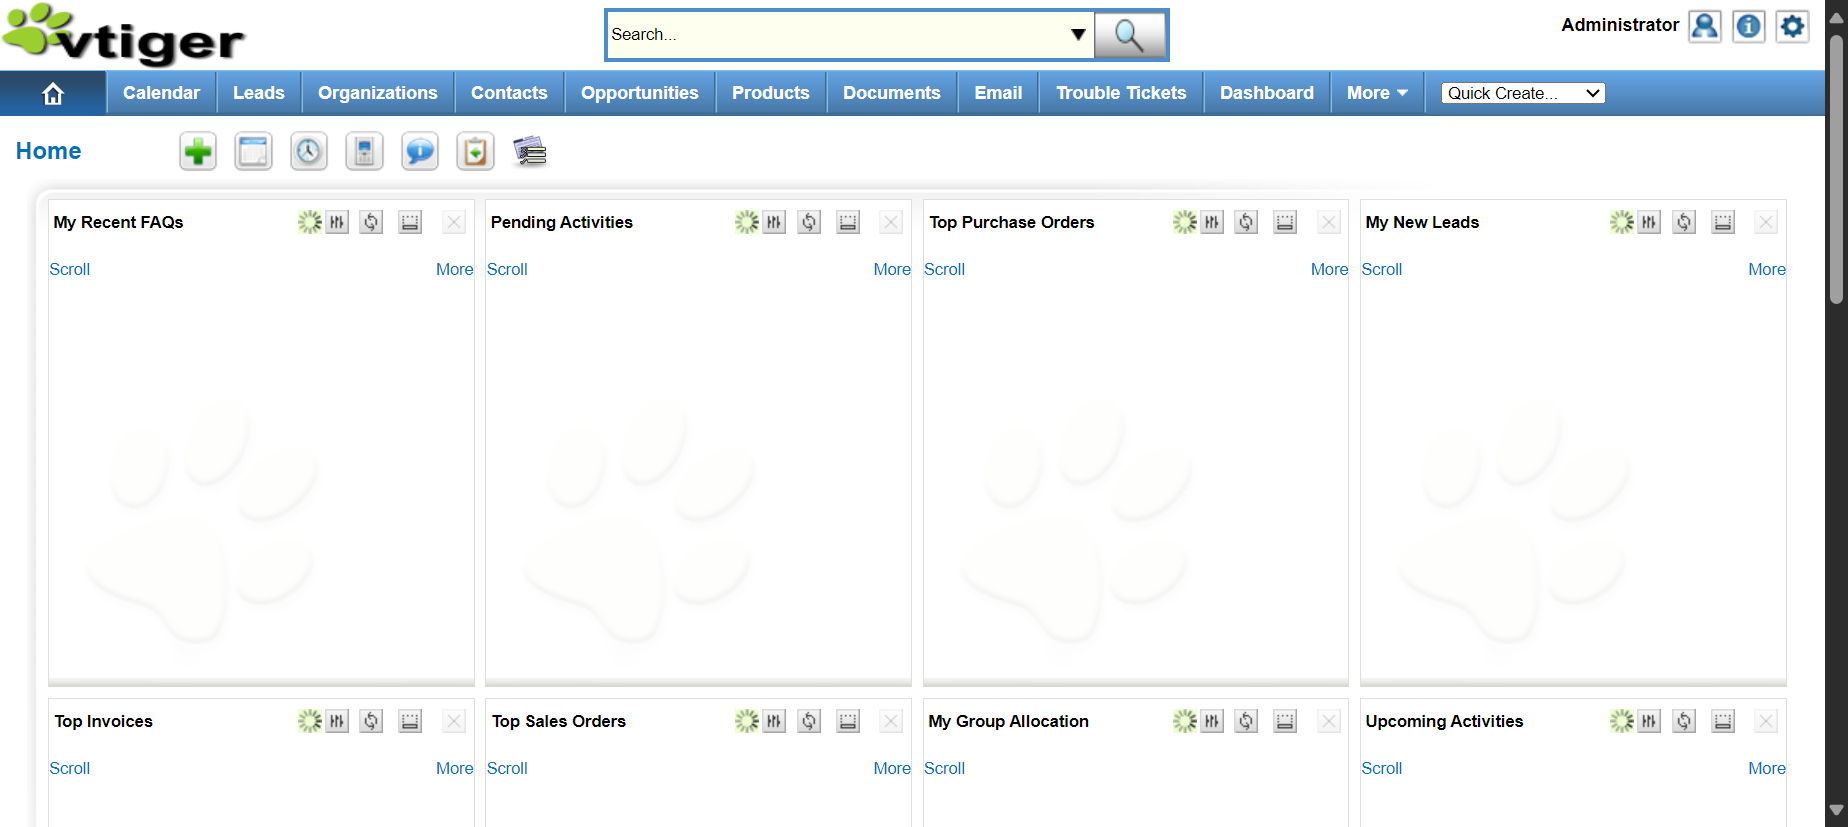 vtiger
Search...
Administrator
Calendar
Leads
Organizations
Contacts
Opportunities
Products
Documents
Email
Trouble Tickets
Dashboard
More
Quick Create...
Home
My Recent FAQs
Pending Activities
Top Purchase Orders
My New Leads
Scroll
More
Scroll
More
Scroll
More
Scroll
More
Top Invoices
Top Sales Orders
My Group Allocation
Upcoming Activities
Scroll
More
Scroll
More
Scroll
Scroll
More